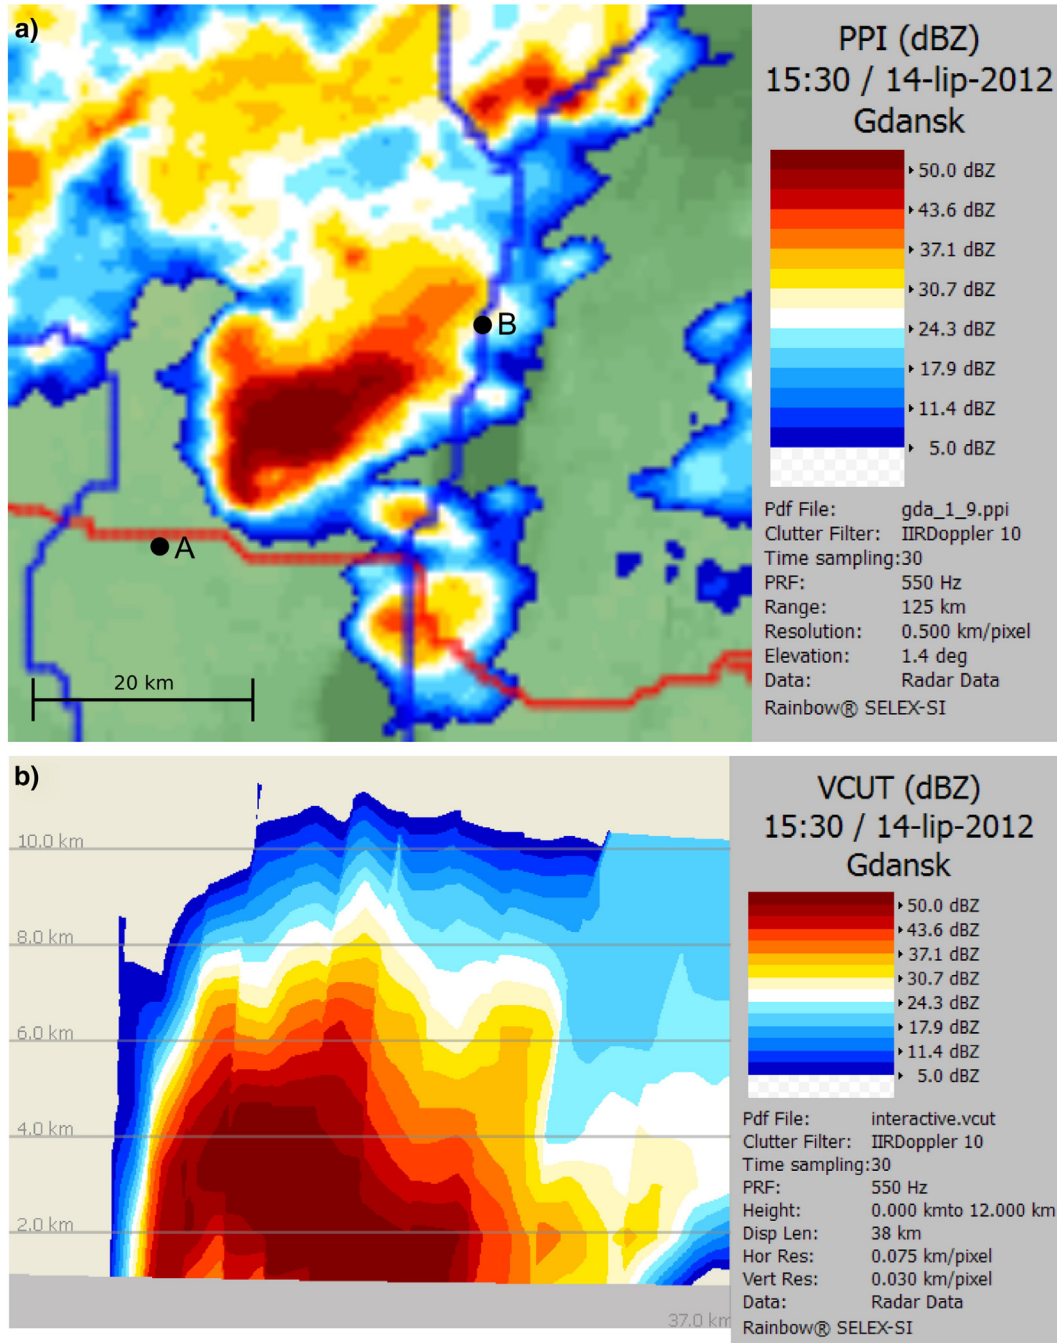 a)
PPI (dBZ)
15:30 / 14-lip-2012
Gdansk
50.0 dBZ
43.6 dBZ
37.1 dBZ
30.7 dBZ
24.3 dBZ
17.9 dBZ
11.4 dBZ
5.0 dBZ
B
A
20 km
Pdf File: gda_1_9.ppi
Clutter Filter: IIRDoppler 10
Time sampling:30
PRF: 550 Hz
Range: 125 km
Resolution: 0.500 km/pixel
Elevation: 1.4 deg
Data: Radar Data
Rainbow® SELEX-SI
b)
10.0 km
8.0 km
6.0 km
4.0 km
2.0 km
37.0 km
VCUT (dBZ)
15:30 / 14-lip-2012
Gdansk
50.0 dBZ
43.6 dBZ
37.1 dBZ
30.7 dBZ
24.3 dBZ
17.9 dBZ
11.4 dBZ
5.0 dBZ
Pdf File: interactive.vcut
Clutter Filter: IIRDoppler 10
Time sampling:30
PRF: 550 Hz
Height: 0.000 kmto 12.000 km
Disp Len: 38 km
Hor Res: 0.075 km/pixel
Vert Res: 0.030 km/pixel
Data: Radar Data
Rainbow® SELEX-SI